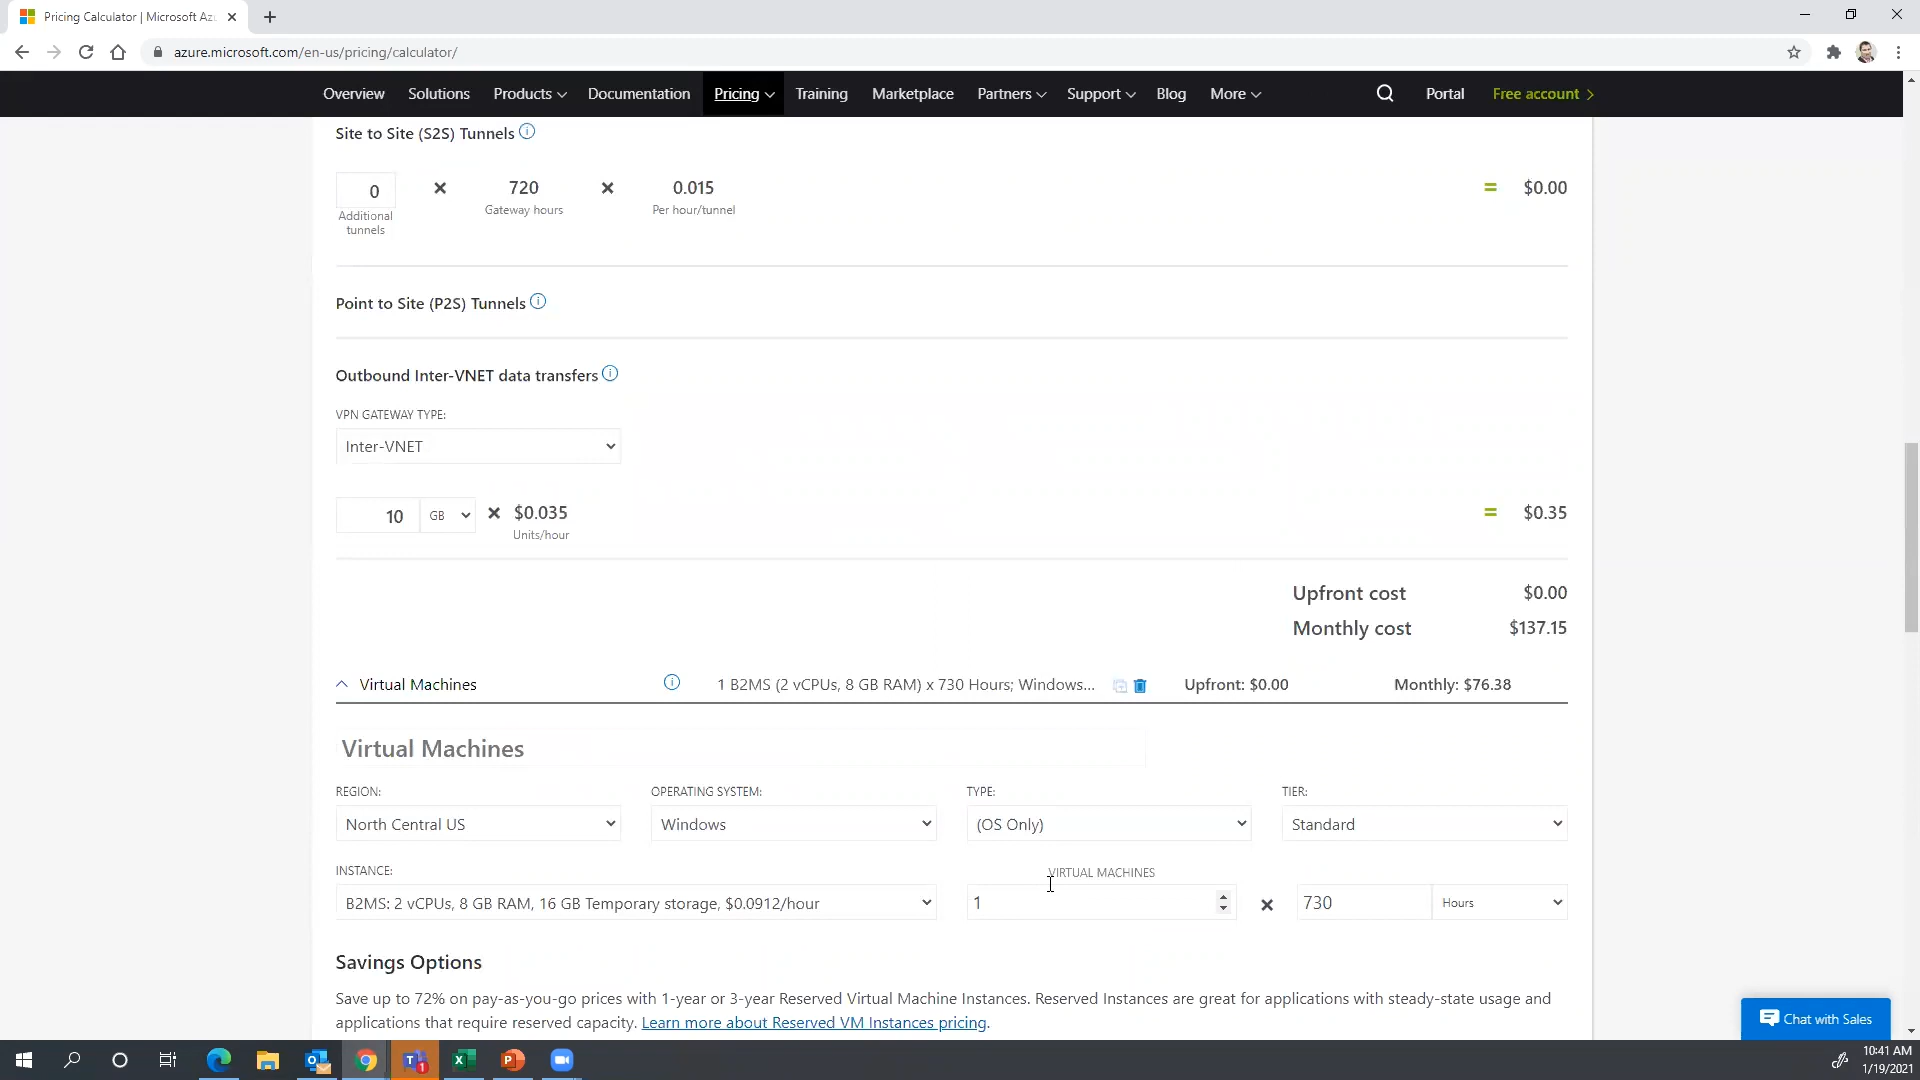 Pricing Calculator | Microsoft Az
azure.microsoft.com/en-us/pricing/calculator/
Overview Solutions Products Documentation Pricing Training Marketplace Partners Support Blog More Portal Free account
Site to Site (S2S) Tunnels
0 × 720 × 0.015 = $0.00
Additional tunnels Gateway hours Per hour/tunnel
Point to Site (P2S) Tunnels
Outbound Inter-VNET data transfers
VPN GATEWAY TYPE:
Inter-VNET
10 GB × $0.035 = $0.35
Units/hour
Upfront cost $0.00
Monthly cost $137.15
Virtual Machines 1 B2MS (2 vCPUs, 8 GB RAM) x 730 Hours; Windows... Upfront: $0.00 Monthly: $76.38
Virtual Machines
REGION: OPERATING SYSTEM: TYPE: TIER:
North Central US Windows (OS Only) Standard
INSTANCE: VIRTUAL MACHINES
B2MS: 2 vCPUs, 8 GB RAM, 16 GB Temporary storage, $0.0912/hour 1 × 730 Hours
Savings Options
Save up to 72% on pay-as-you-go prices with 1-year or 3-year Reserved Virtual Machine Instances. Reserved Instances are great for applications with steady-state usage and
applications that require reserved capacity. Learn more about Reserved VM Instances pricing.
Chat with Sales
10:41 AM
1/19/2021